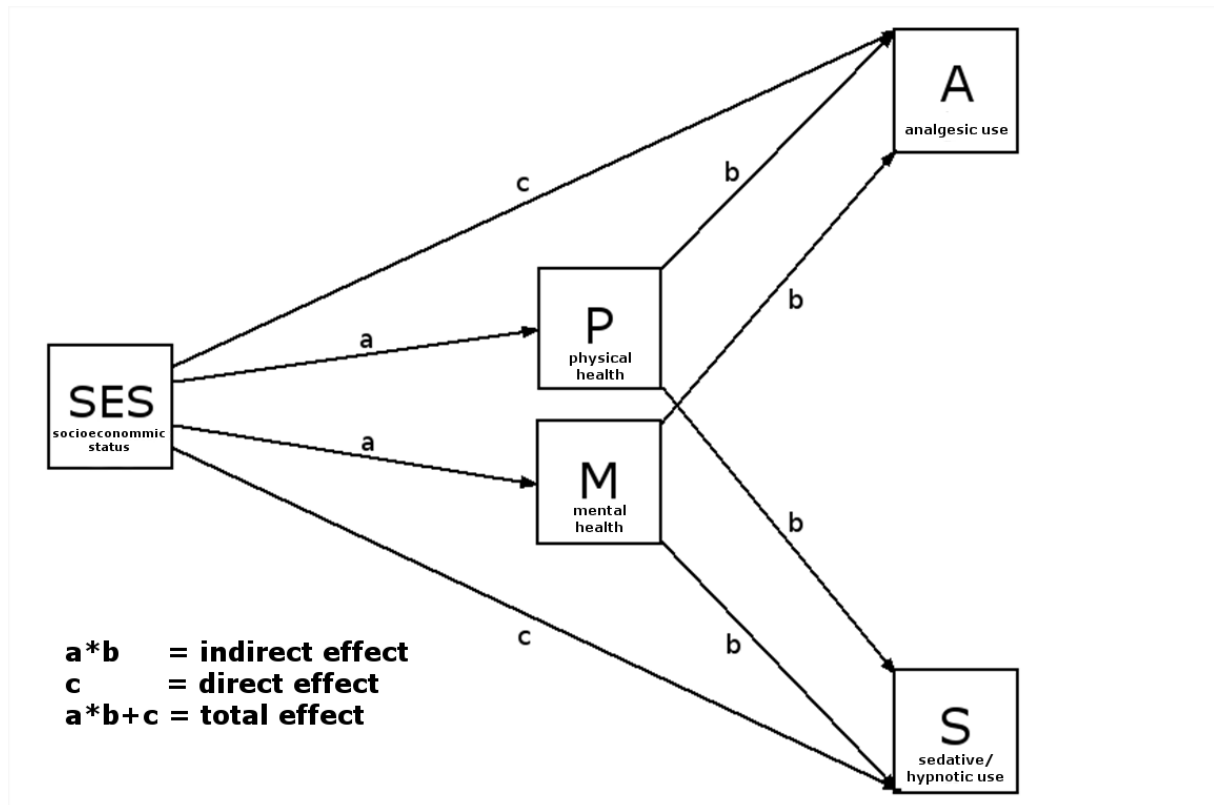 A
analgesic use
c
b
b
P
physical
health
a
SES
socioeconommic
status
a
M
mental
health
b
c
b
a*b = indirect effect
c = direct effect
a*b+c = total effect
S
sedative/
hypnotic use